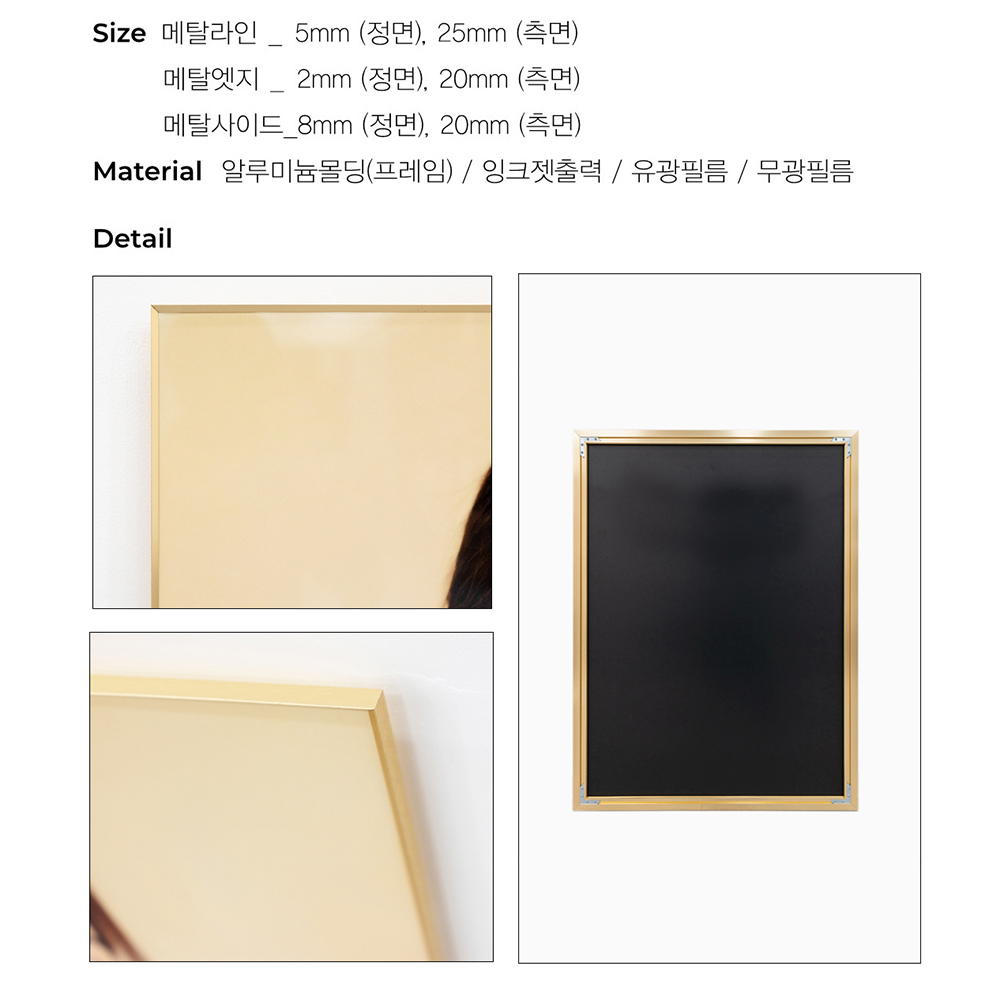 Size 메탈라인 _ 5mm (정면), 25mm (측면)
메탈엣지 _ 2mm (정면), 20mm (측면)
메탈사이드_8mm (정면), 20mm (측면)
Material 알루미늄몰딩(프레임) / 잉크젯출력 / 유광필름 / 무광필름
Detail